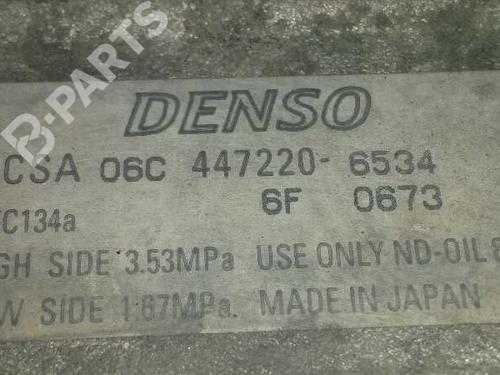 B-PARTS
DENSO
CSA 06C 447220-6534
6F 0673
FC134a
GH SIDE 3.53MPa USE ONLY ND-OIL 8
W SIDE 1.67MPa. MADE IN JAPAN